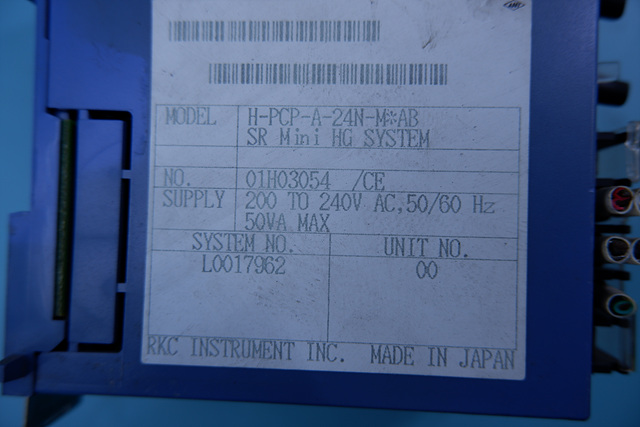 MODEL H-PCP-A-24N-M*AB
SR Mini HG SYSTEM
NO. 01H03054 /CE
SUPPLY 200 TO 240V AC,50/60 Hz
50VA MAX
SYSTEM NO. UNIT NO.
L0017962 00
RKC INSTRUMENT INC. MADE IN JAPAN